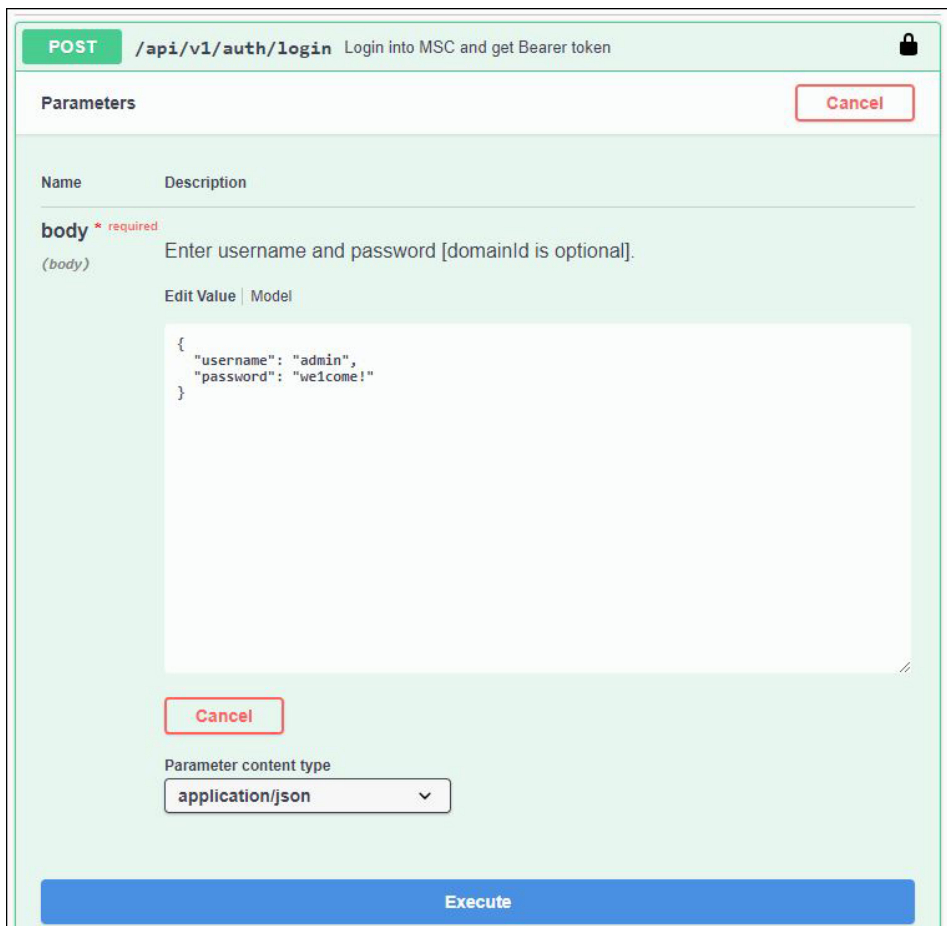 POST /api/v1/auth/login Login into MSC and get Bearer token
Parameters Cancel
Name Description
body * required
(body)
Enter username and password [domainId is optional].
Edit Value Model
{
"username": "admin",
"password": "we1come!"
}
Cancel
Parameter content type
application/json
Execute